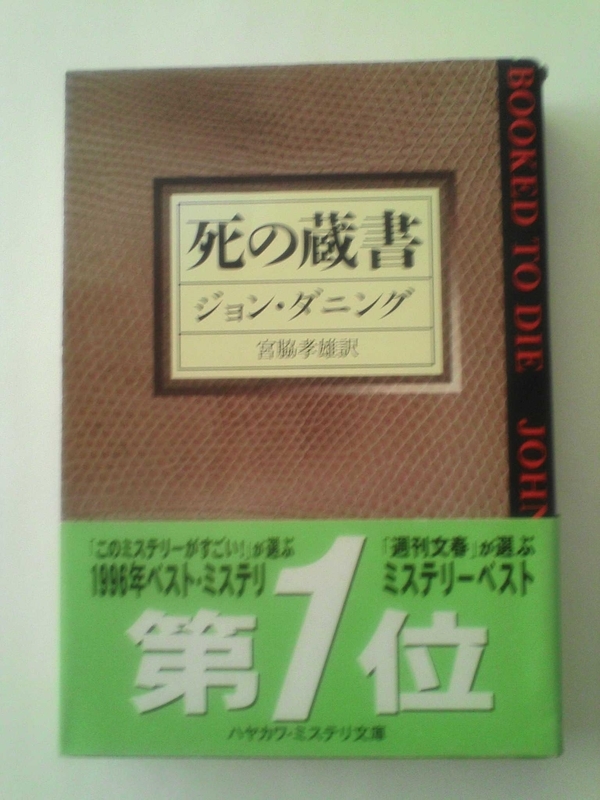 死の蔵書
ジョン・ダニング
宮脇孝雄訳
BOOKED TO DIE JOHN
「このミステリーがすごい!」が選ぶ
1996年ベスト・ミステリ
「週刊文春」が選ぶ
ミステリーベスト
第1位
ハヤカワ・ミステリ文庫